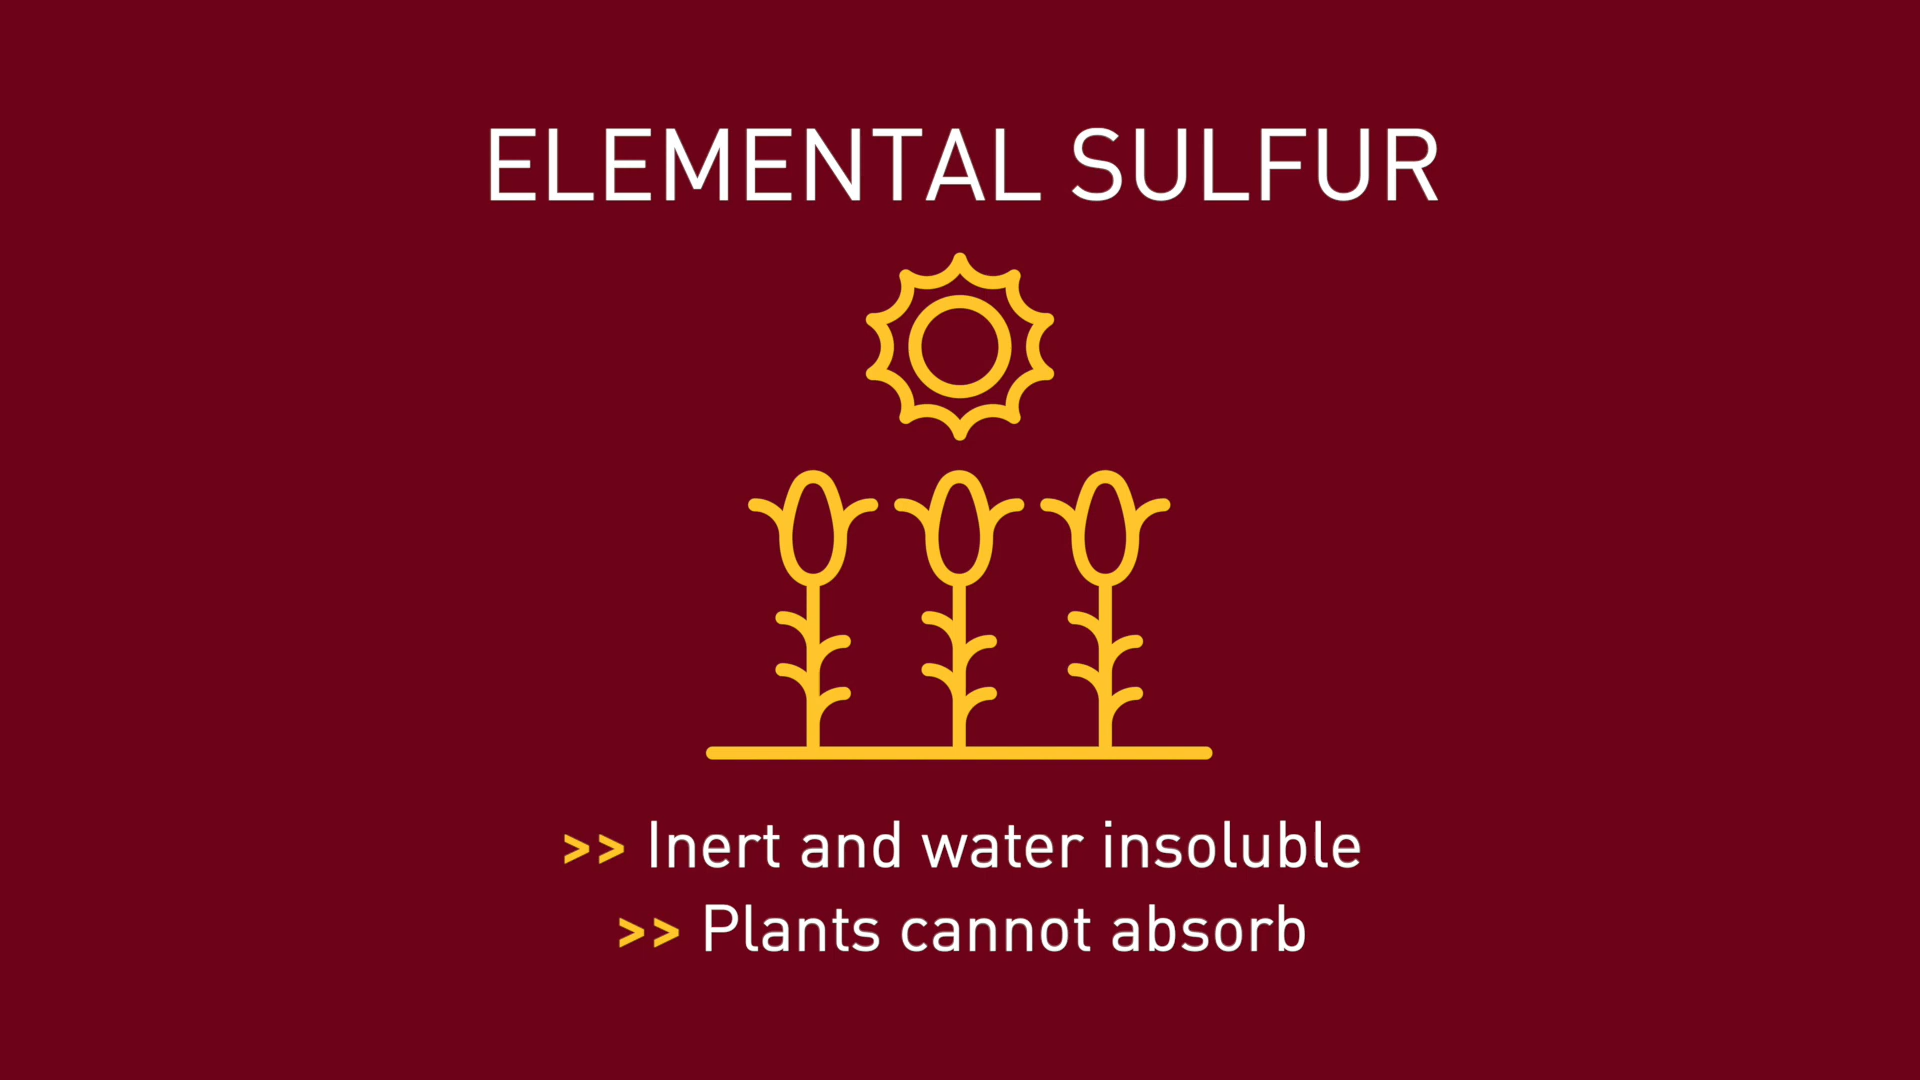 ELEMENTAL SULFUR
>> Inert and water insoluble
>> Plants cannot absorb